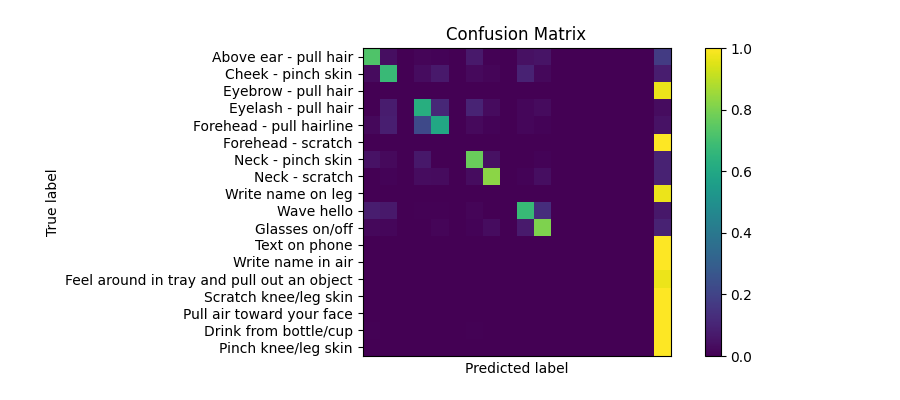 Confusion Matrix
True label
Above ear - pull hair
Cheek - pinch skin
Eyebrow - pull hair
Eyelash - pull hair
Forehead - pull hairline
Forehead - scratch
Neck - pinch skin
Neck - scratch
Write name on leg
Wave hello
Glasses on/off
Text on phone
Write name in air
Feel around in tray and pull out an object
Scratch knee/leg skin
Pull air toward your face
Drink from bottle/cup
Pinch knee/leg skin
Predicted label
1.0
0.8
0.6
0.4
0.2
0.0